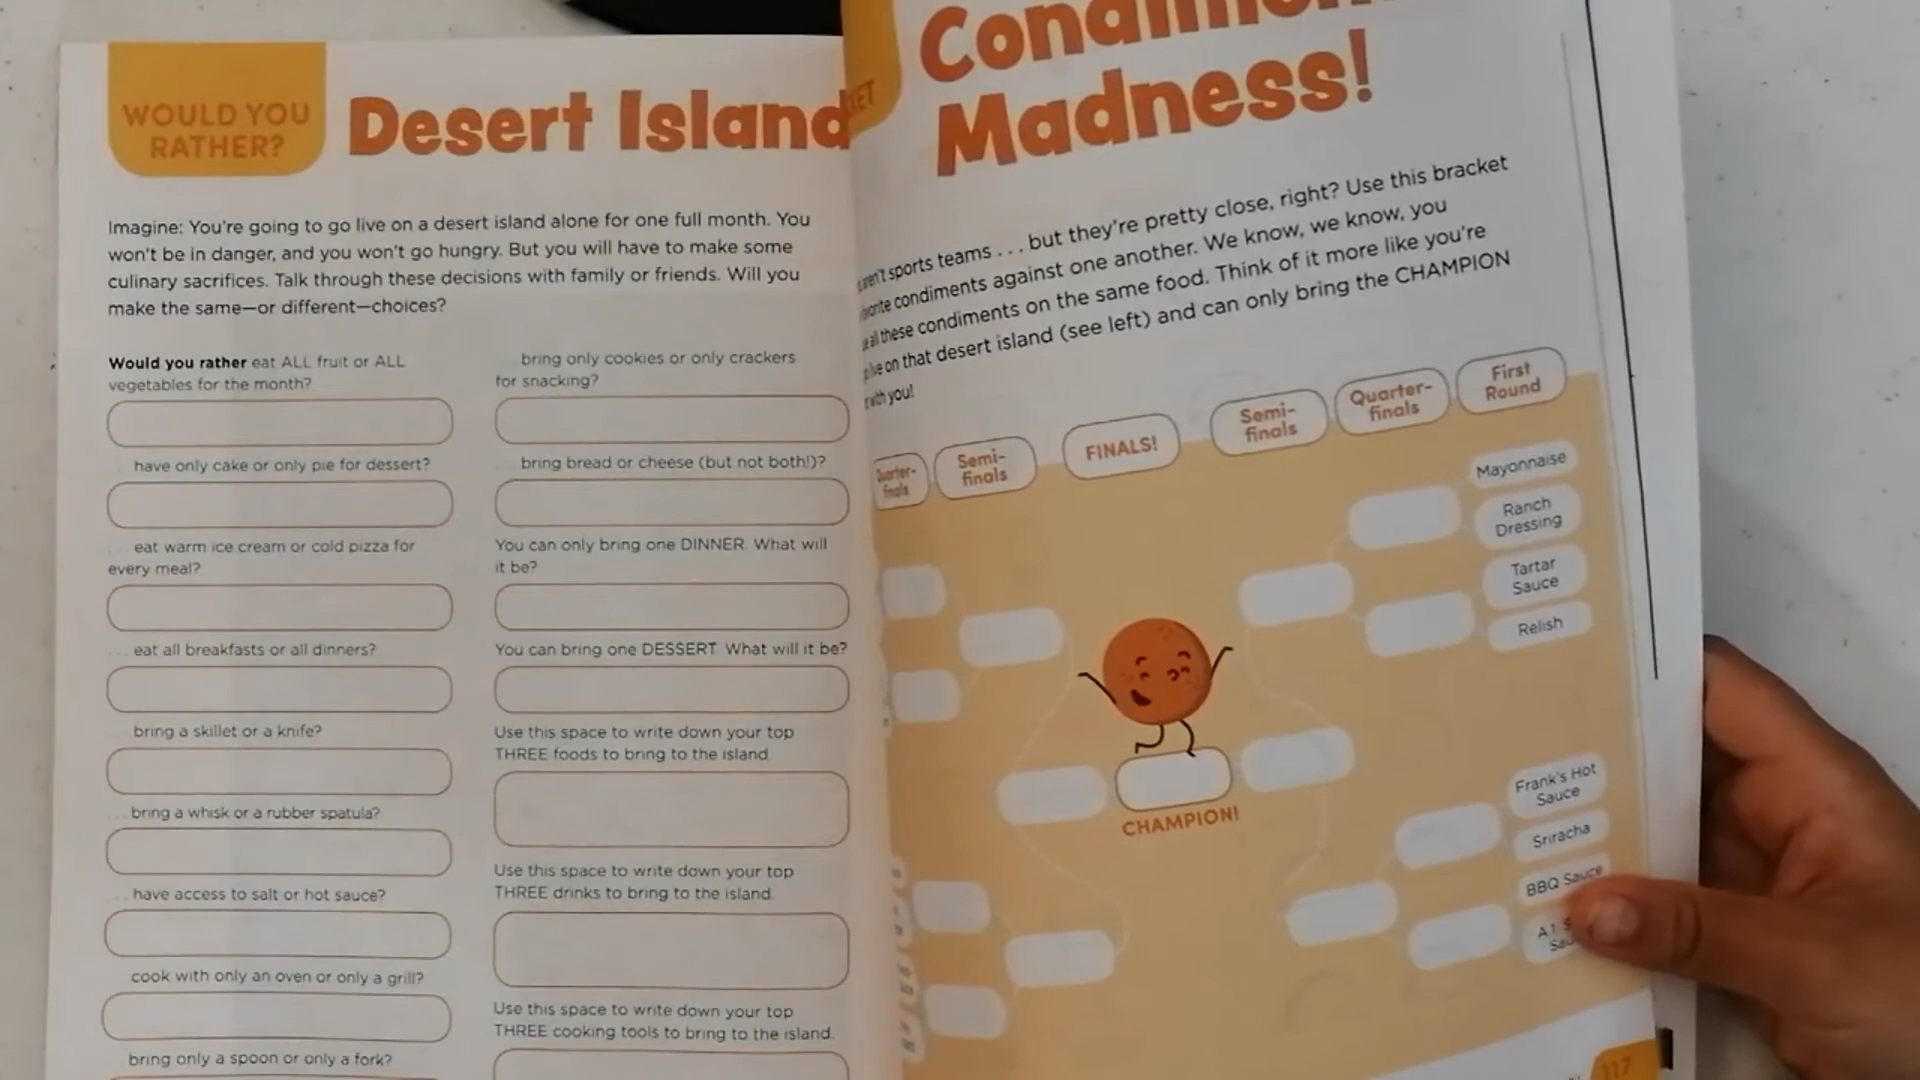 WOULD YOU
RATHER?
Desert Island
Imagine: You're going to go live on a desert island alone for one full month. You
won't be in danger, and you won't go hungry. But you will have to make some
culinary sacrifices. Talk through these decisions with family or friends. Will you
make the same—or different—choices?
Would you rather eat ALL fruit or ALL
vegetables for the month?
. . . have only cake or only pie for dessert?
. . . eat warm ice cream or cold pizza for
every meal?
. . . eat all breakfasts or all dinners?
. . . bring a skillet or a knife?
. . . bring a whisk or a rubber spatula?
. . . have access to salt or hot sauce?
cook with only an oven or only a grill?
bring only a spoon or only a fork?
bring only cookies or only crackers
for snacking?
bring bread or cheese (but not both!)?
You can only bring one DINNER. What will
it be?
You can bring one DESSERT. What will it be?
Use this space to write down your top
THREE foods to bring to the island.
Use this space to write down your top
THREE drinks to bring to the island.
Use this space to write down your top
THREE cooking tools to bring to the island.
Madness!
aren't sports teams . . . but they're pretty close, right? Use this bracket
condiments against one another. We know, we know, you
all these condiments on the same food. Think of it more like you're
on that desert island (see left) and can only bring the CHAMPION
with you!
Quarter-
finals
Semi-
finals
FINALS!
Semi-
finals
Quarter-
finals
First
Round
Mayonnaise
Ranch
Dressing
Tartar
Sauce
Relish
CHAMPION!
Frank's Hot
Sauce
Sriracha
BBQ Sauce
A1
117